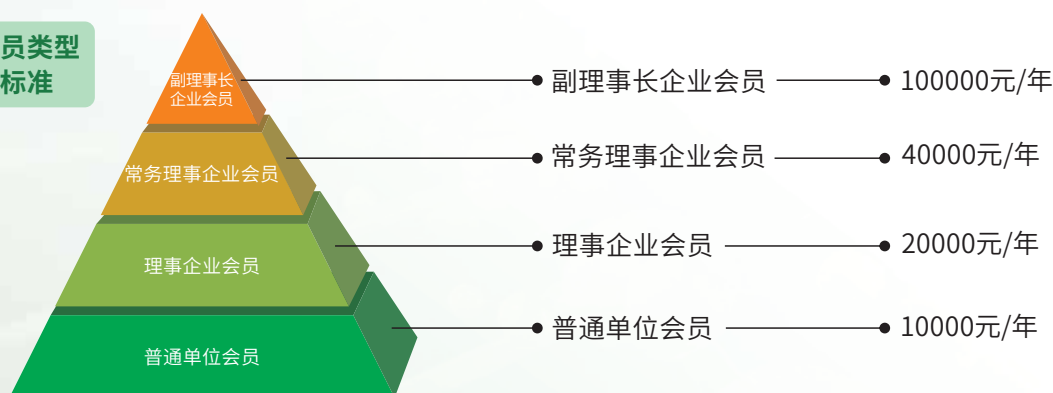 员类型
标准
副理事长
企业会员
副理事长企业会员
100000元/年
常务理事企业会员
常务理事企业会员
40000元/年
理事企业会员
理事企业会员
20000元/年
普通单位会员
普通单位会员
10000元/年